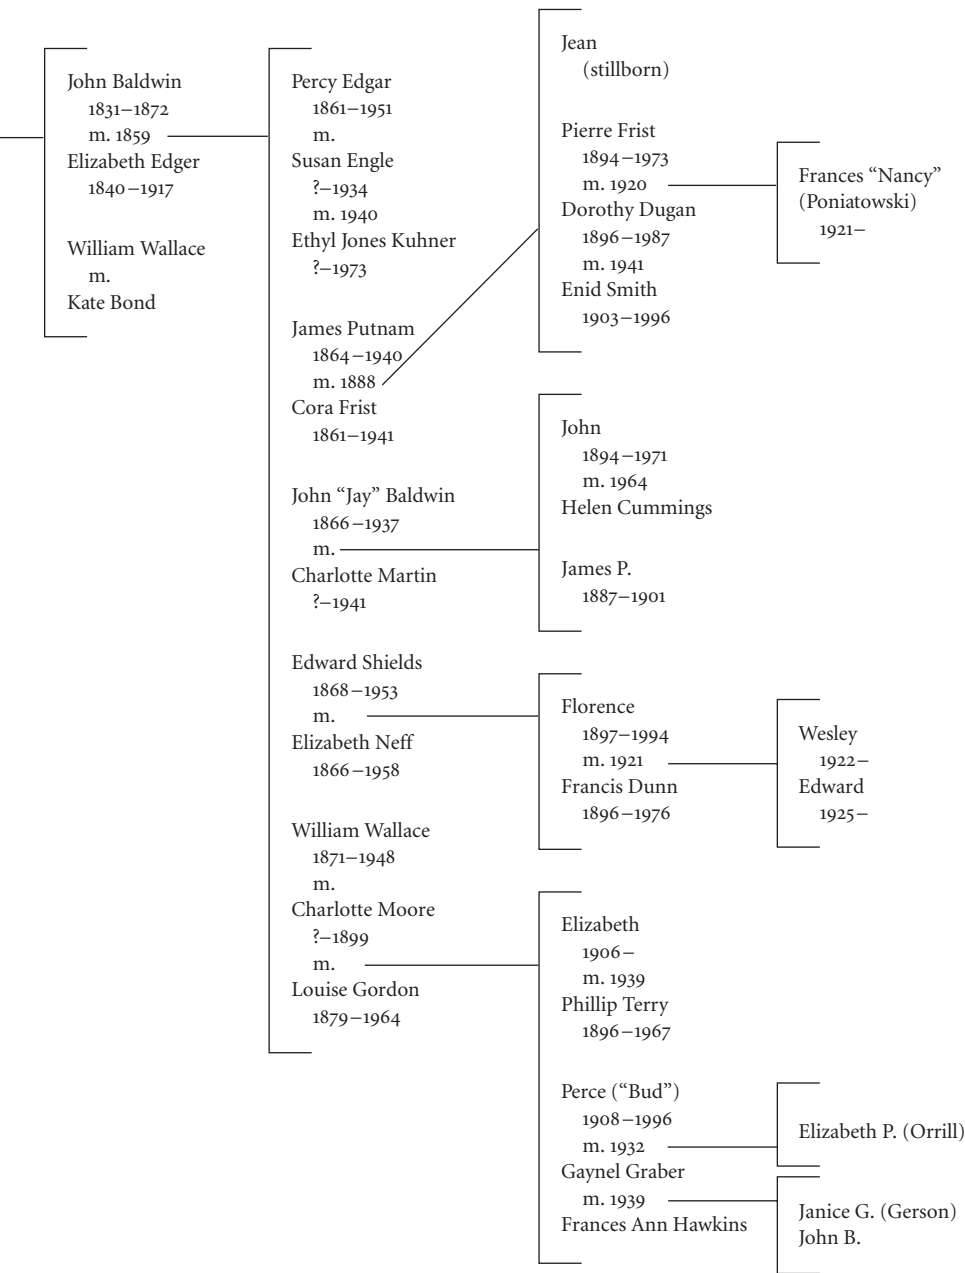 John Baldwin
1831–1872
m. 1859
Elizabeth Edger
1840–1917
William Wallace
m.
Kate Bond
Percy Edgar
1861–1951
m.
Susan Engle
?–1934
m. 1940
Ethyl Jones Kuhner
?–1973
James Putnam
1864–1940
m. 1888
Cora Frist
1861–1941
John “Jay” Baldwin
1866–1937
m.
Charlotte Martin
?–1941
Edward Shields
1868–1953
m.
Elizabeth Neff
1866–1958
William Wallace
1871–1948
m.
Charlotte Moore
?–1899
m.
Louise Gordon
1879–1964
Jean
(stillborn)
Pierre Frist
1894–1973
m. 1920
Dorothy Dugan
1896–1987
m. 1941
Enid Smith
1903–1996
John
1894–1971
m. 1964
Helen Cummings
James P.
1887–1901
Florence
1897–1994
m. 1921
Francis Dunn
1896–1976
Elizabeth
1906–
m. 1939
Phillip Terry
1896–1967
Perce (“Bud”)
1908–1996
m. 1932
Gaynel Graber
m. 1939
Frances Ann Hawkins
Frances “Nancy”
(Poniatowski)
1921–
Wesley
1922–
Edward
1925–
Elizabeth P. (Orrill)
Janice G. (Gerson)
John B.